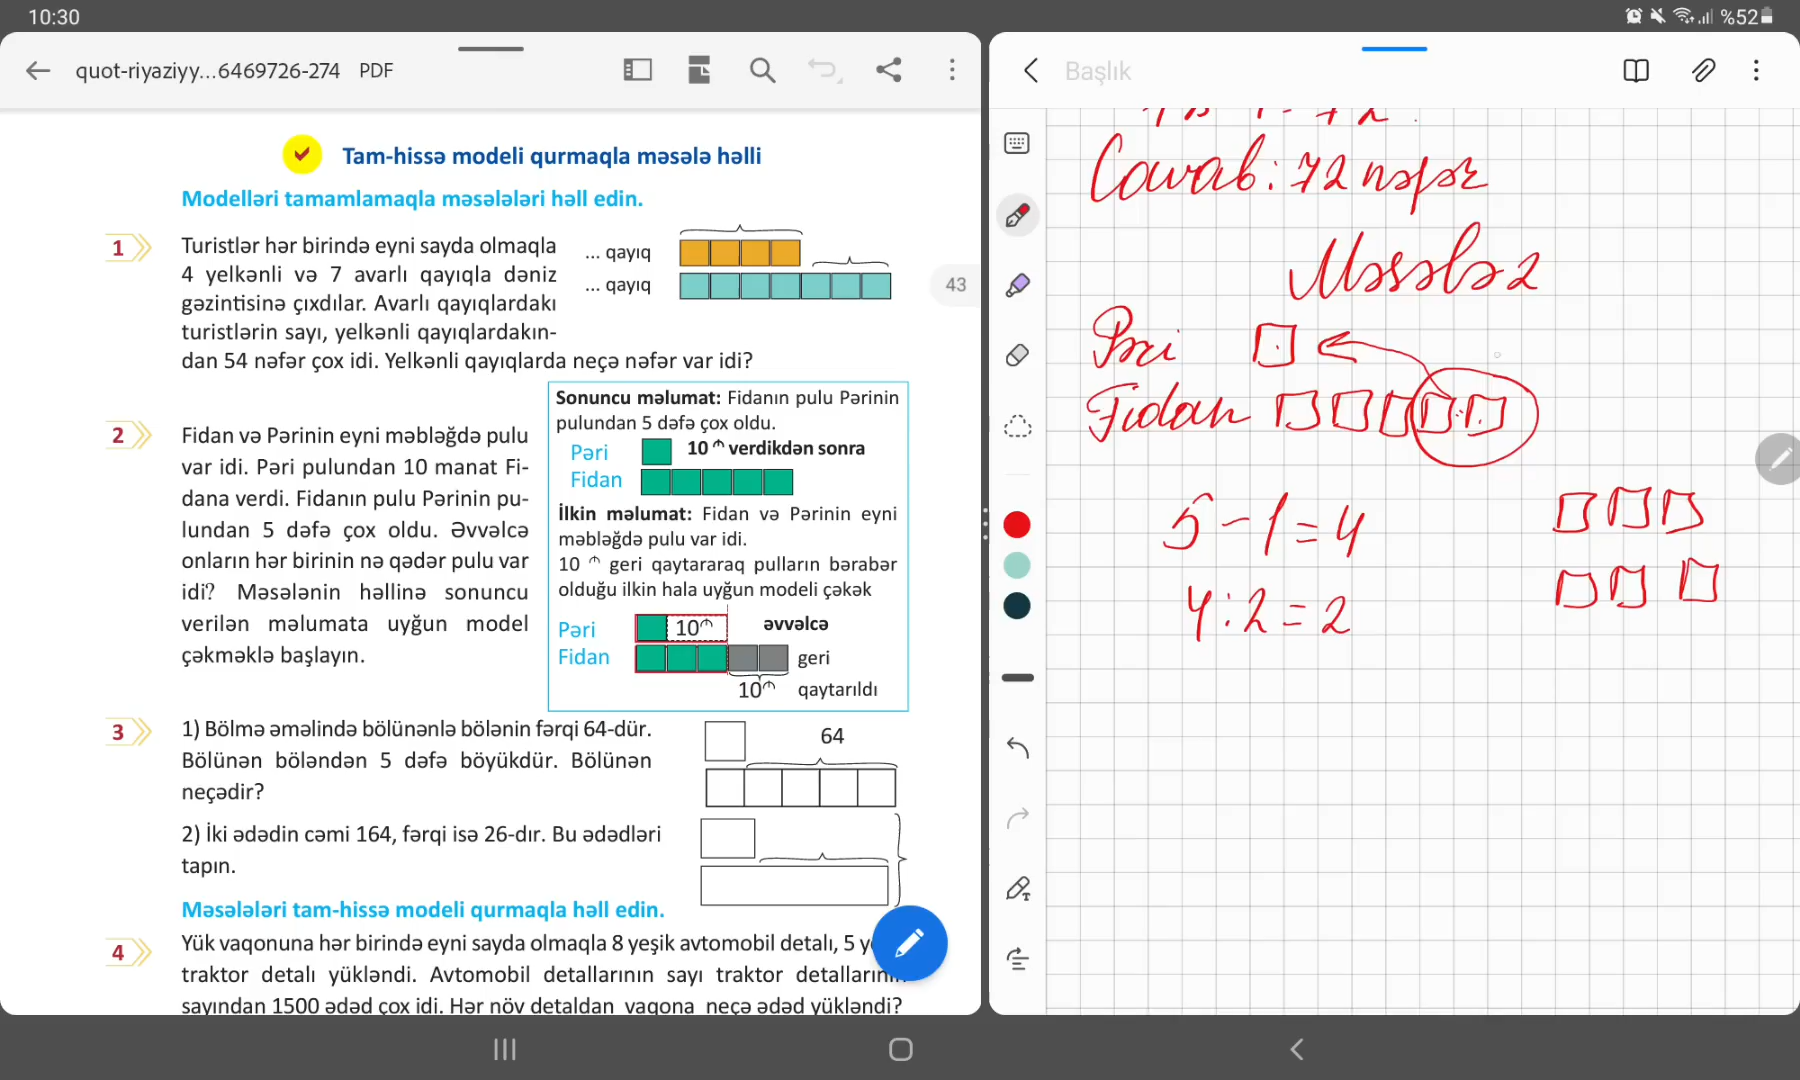 10:30
%52
quot-riyaziyy...6469726-274 PDF
Başlık
Tam-hissə modeli qurmaqla məsələ həlli
Modelləri tamamlamaqla məsələləri həll edin.
1
Turistlər hər birində eyni sayda olmaqla
4 yelkənli və 7 avarlı qayıqla dəniz
gəzintisinə çıxdılar. Avarlı qayıqlardakı
turistlərin sayı, yelkənli qayıqlardakın-
dan 54 nəfər çox idi. Yelkənli qayıqlarda neçə nəfər var idi?
... qayıq
... qayıq
43
2
Fidan və Pərinin eyni məbləğdə pulu
var idi. Pəri pulundan 10 manat Fi-
dana verdi. Fidanın pulu Pərinin pu-
lundan 5 dəfə çox oldu. Əvvəlcə
onların hər birinin nə qədər pulu var
idi? Məsələnin həllinə sonuncu
verilən məlumata uyğun model
çəkməklə başlayın.
Sonuncu məlumat: Fidanın pulu Pərinin
pulundan 5 dəfə çox oldu.
Pəri 10 ₼ verdikdən sonra
Fidan
İlkin məlumat: Fidan və Pərinin eyni
məbləğdə pulu var idi.
10 ₼ geri qaytararaq pulların bərabər
olduğu ilkin hala uyğun modeli çəkək
Pəri 10₼ əvvəlcə
Fidan geri
10₼ qaytarıldı
3
1) Bölmə əməlində bölünənlə bölənin fərqi 64-dür.
Bölünən böləndən 5 dəfə böyükdür. Bölünən
neçədir?
64
2) İki ədədin cəmi 164, fərqi isə 26-dır. Bu ədədləri
tapın.
Məsələləri tam-hissə modeli qurmaqla həll edin.
4
Yük vaqonuna hər birində eyni sayda olmaqla 8 yeşik avtomobil detalı, 5
traktor detalı yükləndi. Avtomobil detallarının sayı traktor detallarının
sayından 1500 ədəd çox idi. Hər növ detaldan vaqona neçə ədəd yükləndi?
Cavab: 72 nəfər
Məsələ 2
Pəri
Fidan
5-1=4
4:2=2